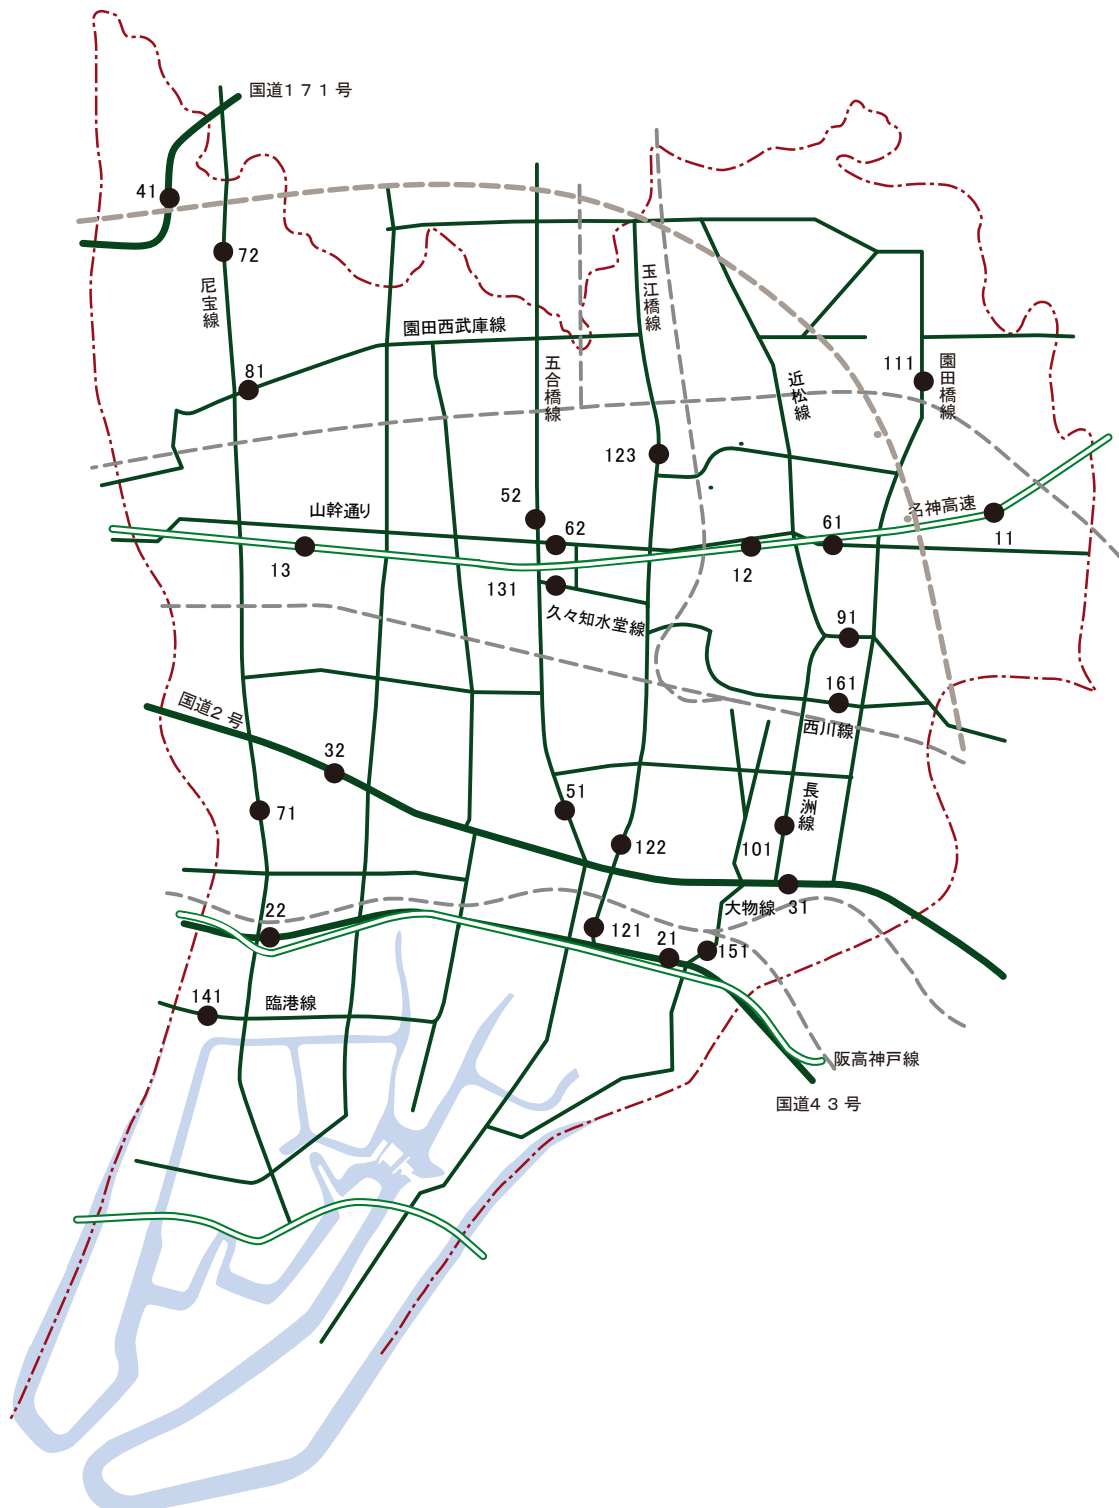 国道１７１号
41
72
尼宝線
玉江橋線
園田西武庫線
81
五合橋線
近松線
111
園田橋線
123
52
山幹通り
62
61
名神高速
11
13
131
12
久々知水堂線
91
161
国道２号
西川線
32
71
51
122
長洲線
101
大物線
31
22
121
21
151
141
臨港線
阪高神戸線
国道４３号